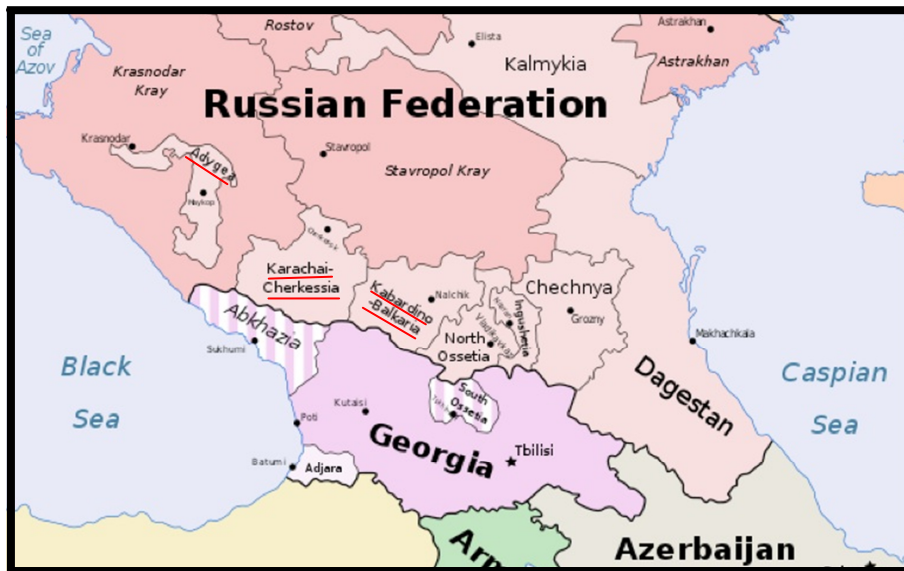 Sea
of
Azov
Rostov
Elista
Astrakhan
Astrakhan
Kalmykia
Krasnodar
Kray
Russian Federation
Krasnodar
Adygea
Maykop
Stavropol
Stavropol Kray
Karachai-
Cherkessia
Kabardino
-Balkaria
Nalchik
Chechnya
Grozny
Ingushetia
Vladikavkaz
North
Ossetia
Makhachkala
Dagestan
Abkhazia
Sukhumi
Black
Sea
Caspian
Sea
South
Ossetia
Kutaisi
Poti
Georgia
Tbilisi
Batumi
Adjara
Arm
Azerbaijan